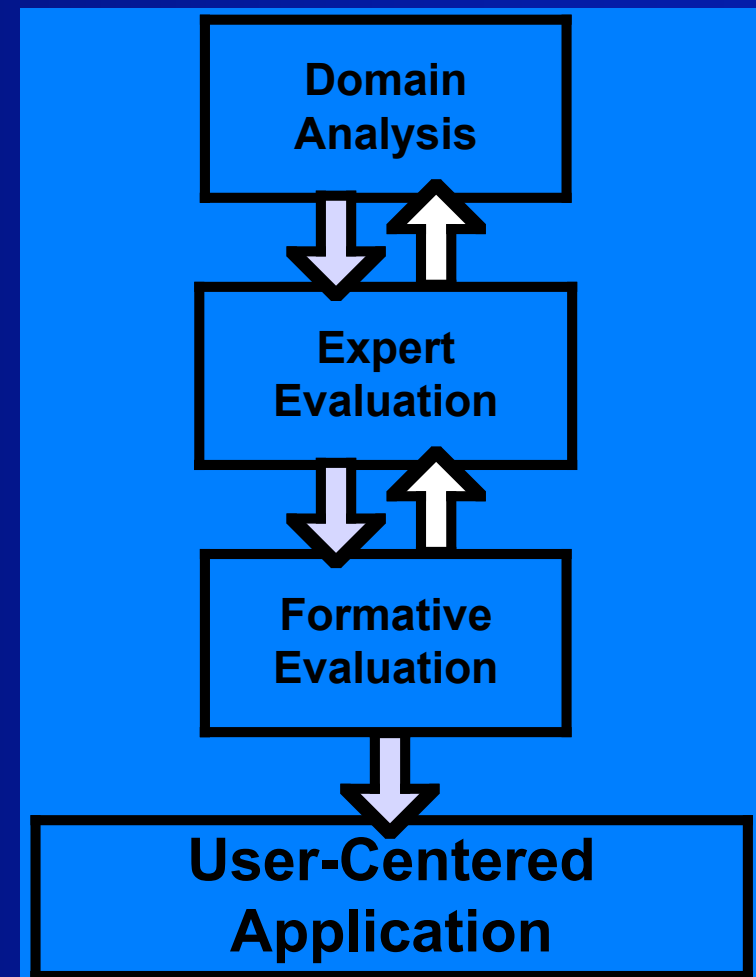 Domain
Analysis
Expert
Evaluation
Formative
Evaluation
User-Centered
Application